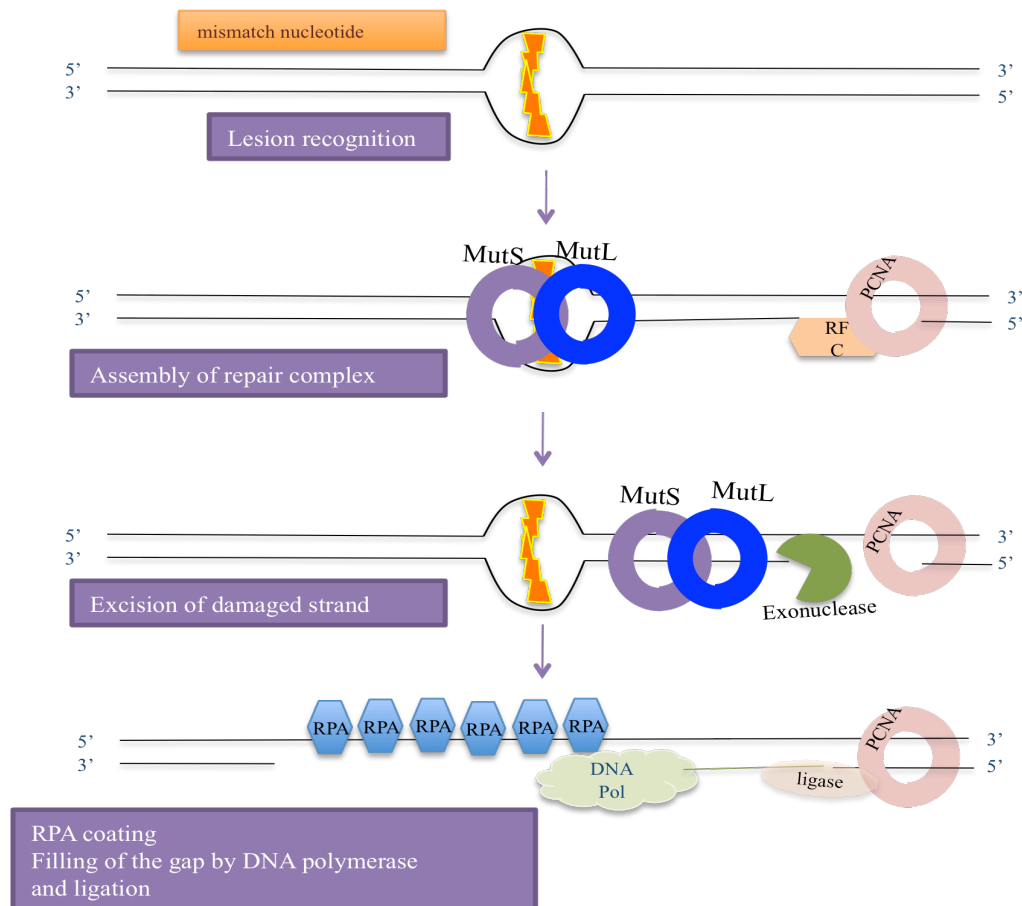 mismatch nucleotide
5’ 3’
3’ 5’
Lesion recognition
MutS MutL
PCNA
5’ 3’
3’ 5’
RF
C
Assembly of repair complex
MutS MutL
PCNA
5’ 3’
3’ 5’
Exonuclease
Excision of damaged strand
RPA RPA RPA RPA RPA RPA
PCNA
5’ 3’
3’ 5’
DNA
Pol
ligase
RPA coating
Filling of the gap by DNA polymerase
and ligation